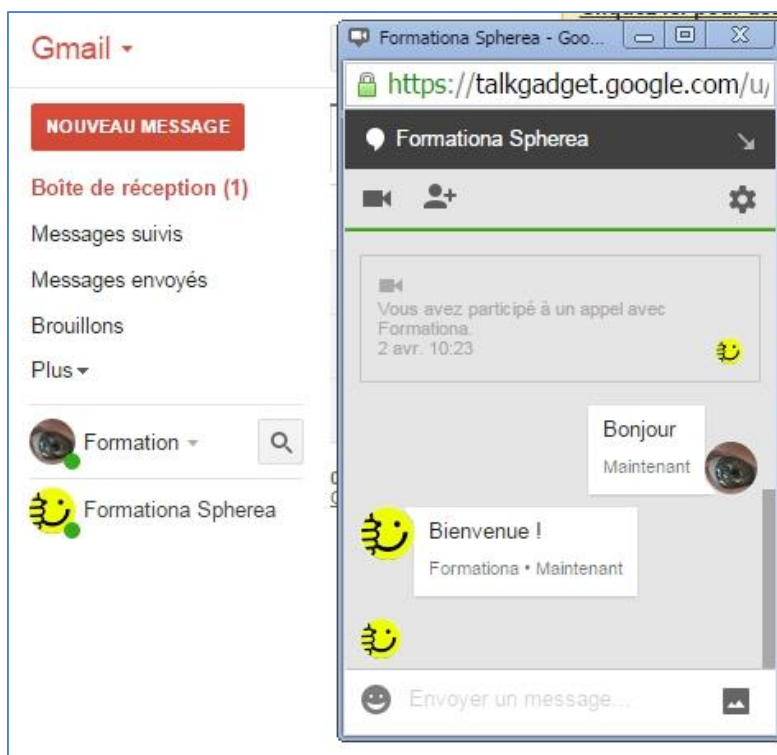 Gmail
NOUVEAU MESSAGE
Boîte de réception (1)
Messages suivis
Messages envoyés
Brouillons
Plus
Formation
Formationa Spherea
Formationa Spherea - Goo...
https://talkgadget.google.com/u/
Formationa Spherea
Vous avez participé à un appel avec
Formationa.
2 avr. 10:23
Bonjour
Maintenant
Bienvenue !
Formationa • Maintenant
Envoyer un message...